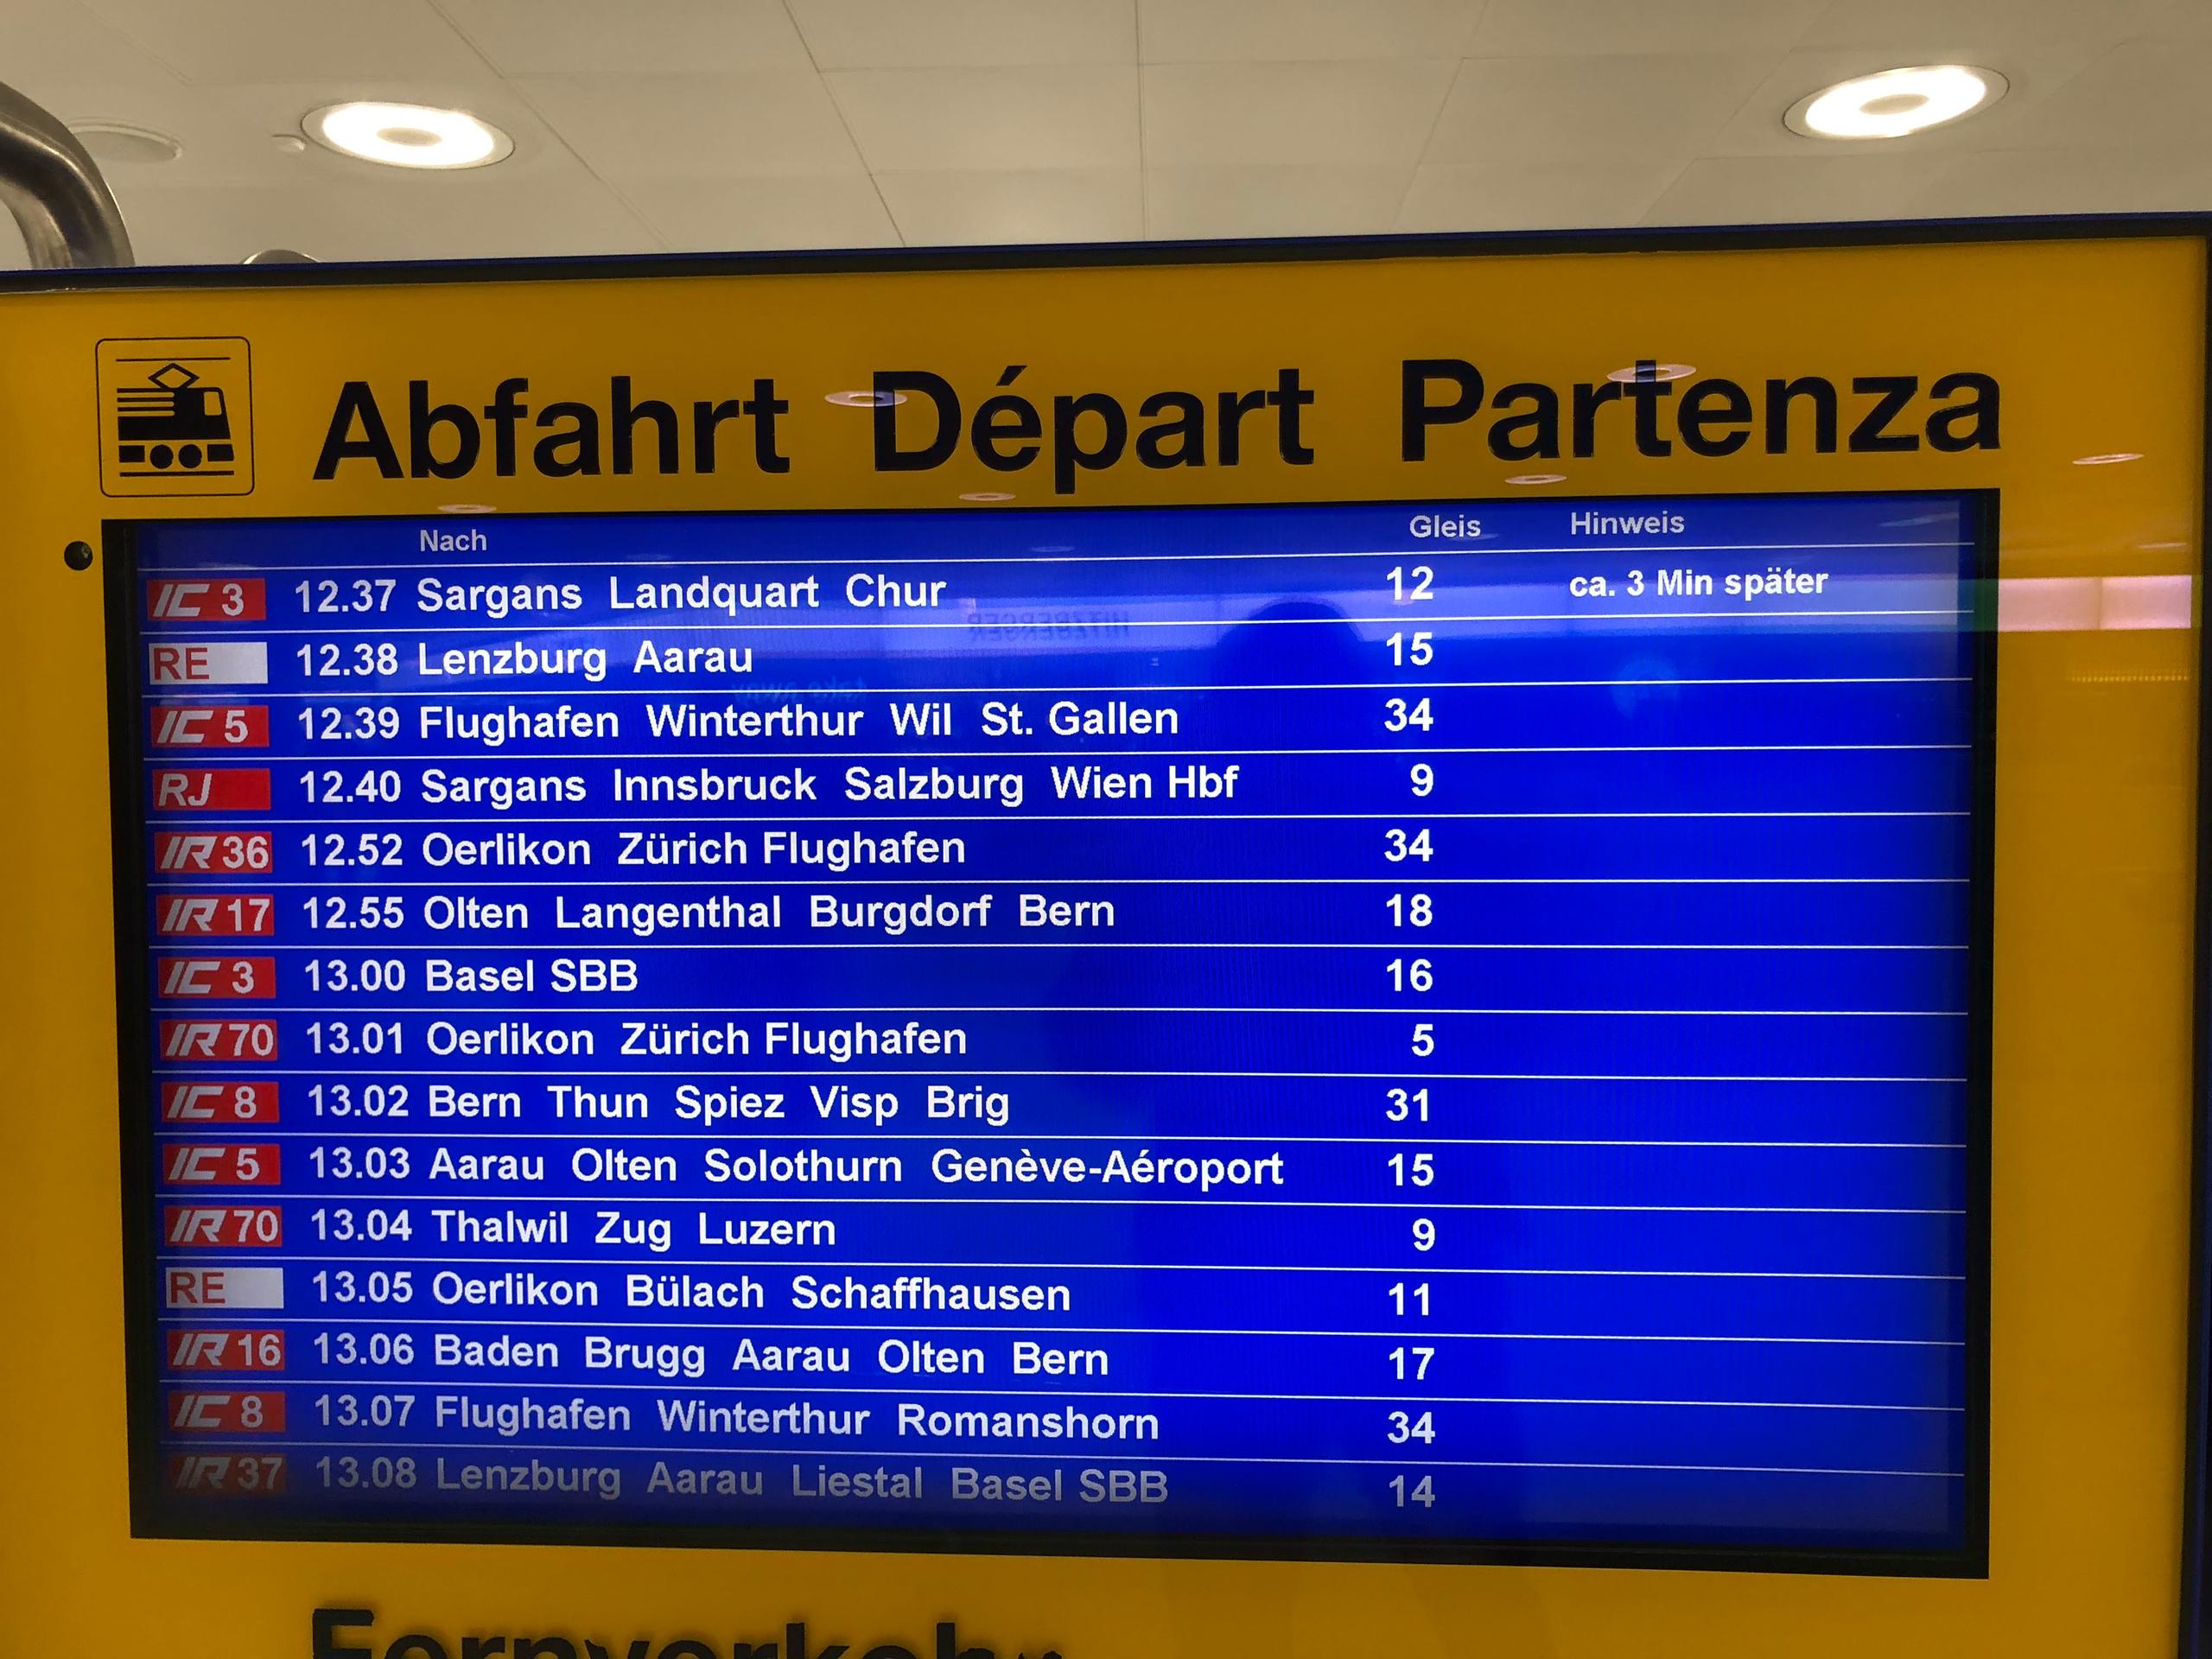 Abfahrt Départ Partenza
Nach Gleis Hinweis
IC 3 12.37 Sargans Landquart Chur 12 ca. 3 Min später
RE 12.38 Lenzburg Aarau 15
IC 5 12.39 Flughafen Winterthur Wil St. Gallen 34
RJ 12.40 Sargans Innsbruck Salzburg Wien Hbf 9
IR 36 12.52 Oerlikon Zürich Flughafen 34
IR 17 12.55 Olten Langenthal Burgdorf Bern 18
IC 3 13.00 Basel SBB 16
IR 70 13.01 Oerlikon Zürich Flughafen 5
IC 8 13.02 Bern Thun Spiez Visp Brig 31
IC 5 13.03 Aarau Olten Solothurn Genève-Aéroport 15
IR 70 13.04 Thalwil Zug Luzern 9
RE 13.05 Oerlikon Bülach Schaffhausen 11
IR 16 13.06 Baden Brugg Aarau Olten Bern 17
IC 8 13.07 Flughafen Winterthur Romanshorn 34
IR 37 13.08 Lenzburg Aarau Liestal Basel SBB 14
Fernverkehr